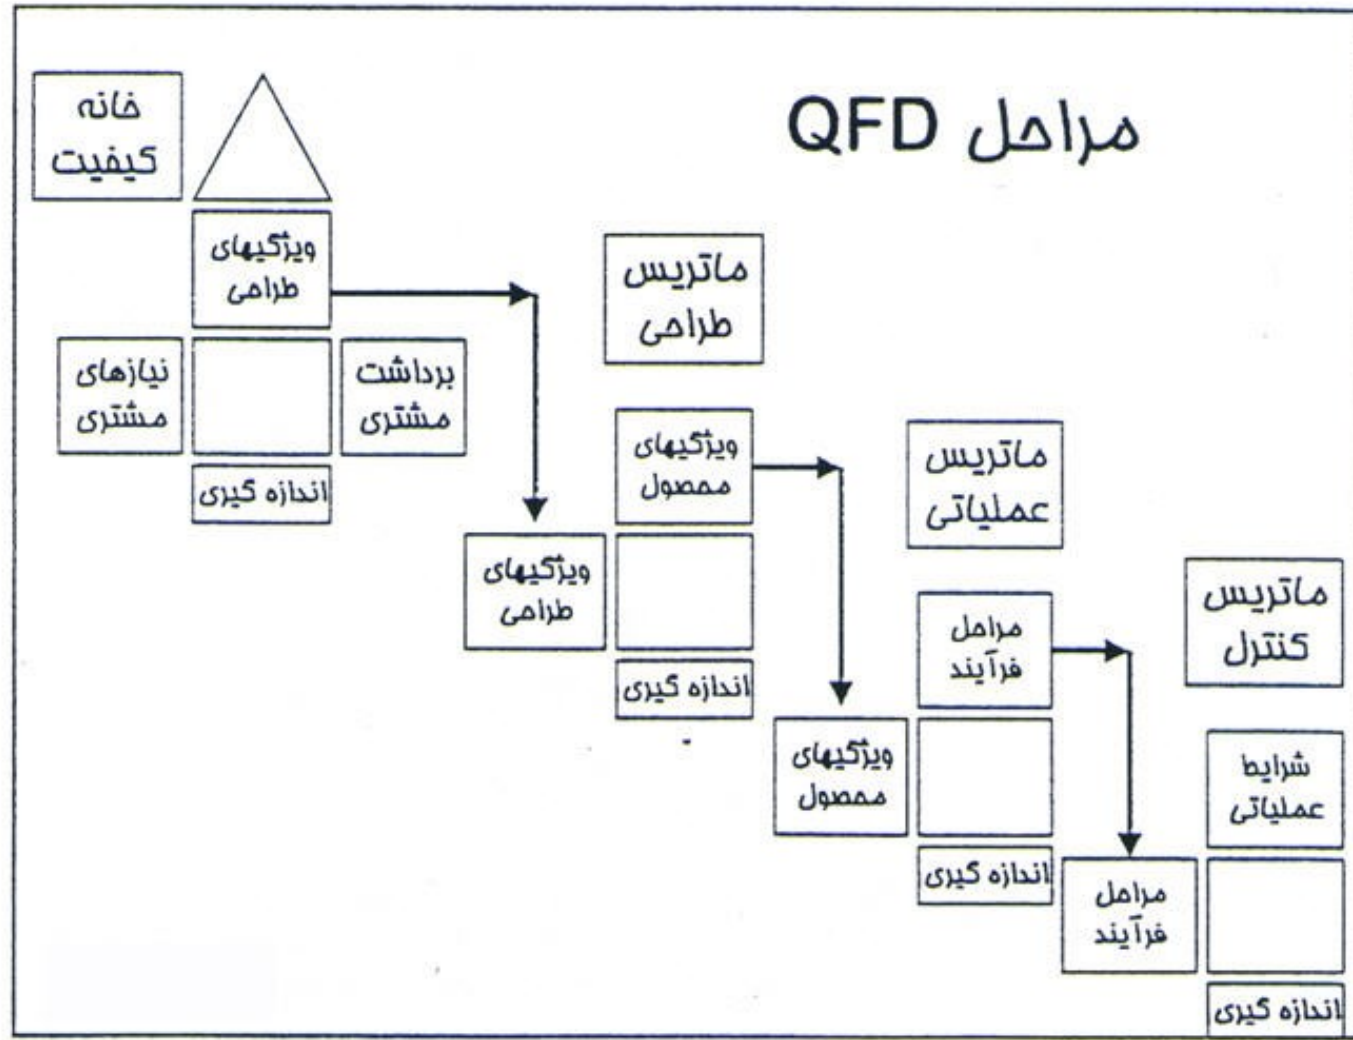 مراحل QFD
خانه
کیفیت
ویژگیهای
طراحی
نیازهای
مشتری
برداشت
مشتری
اندازه گیری
ماتریس
طراحی
ویژگیهای
محصول
ویژگیهای
طراحی
اندازه گیری
ماتریس
عملیاتی
مراحل
فرآیند
ویژگیهای
محصول
اندازه گیری
ماتریس
کنترل
شرایط
عملیاتی
مراحل
فرآیند
اندازه گیری